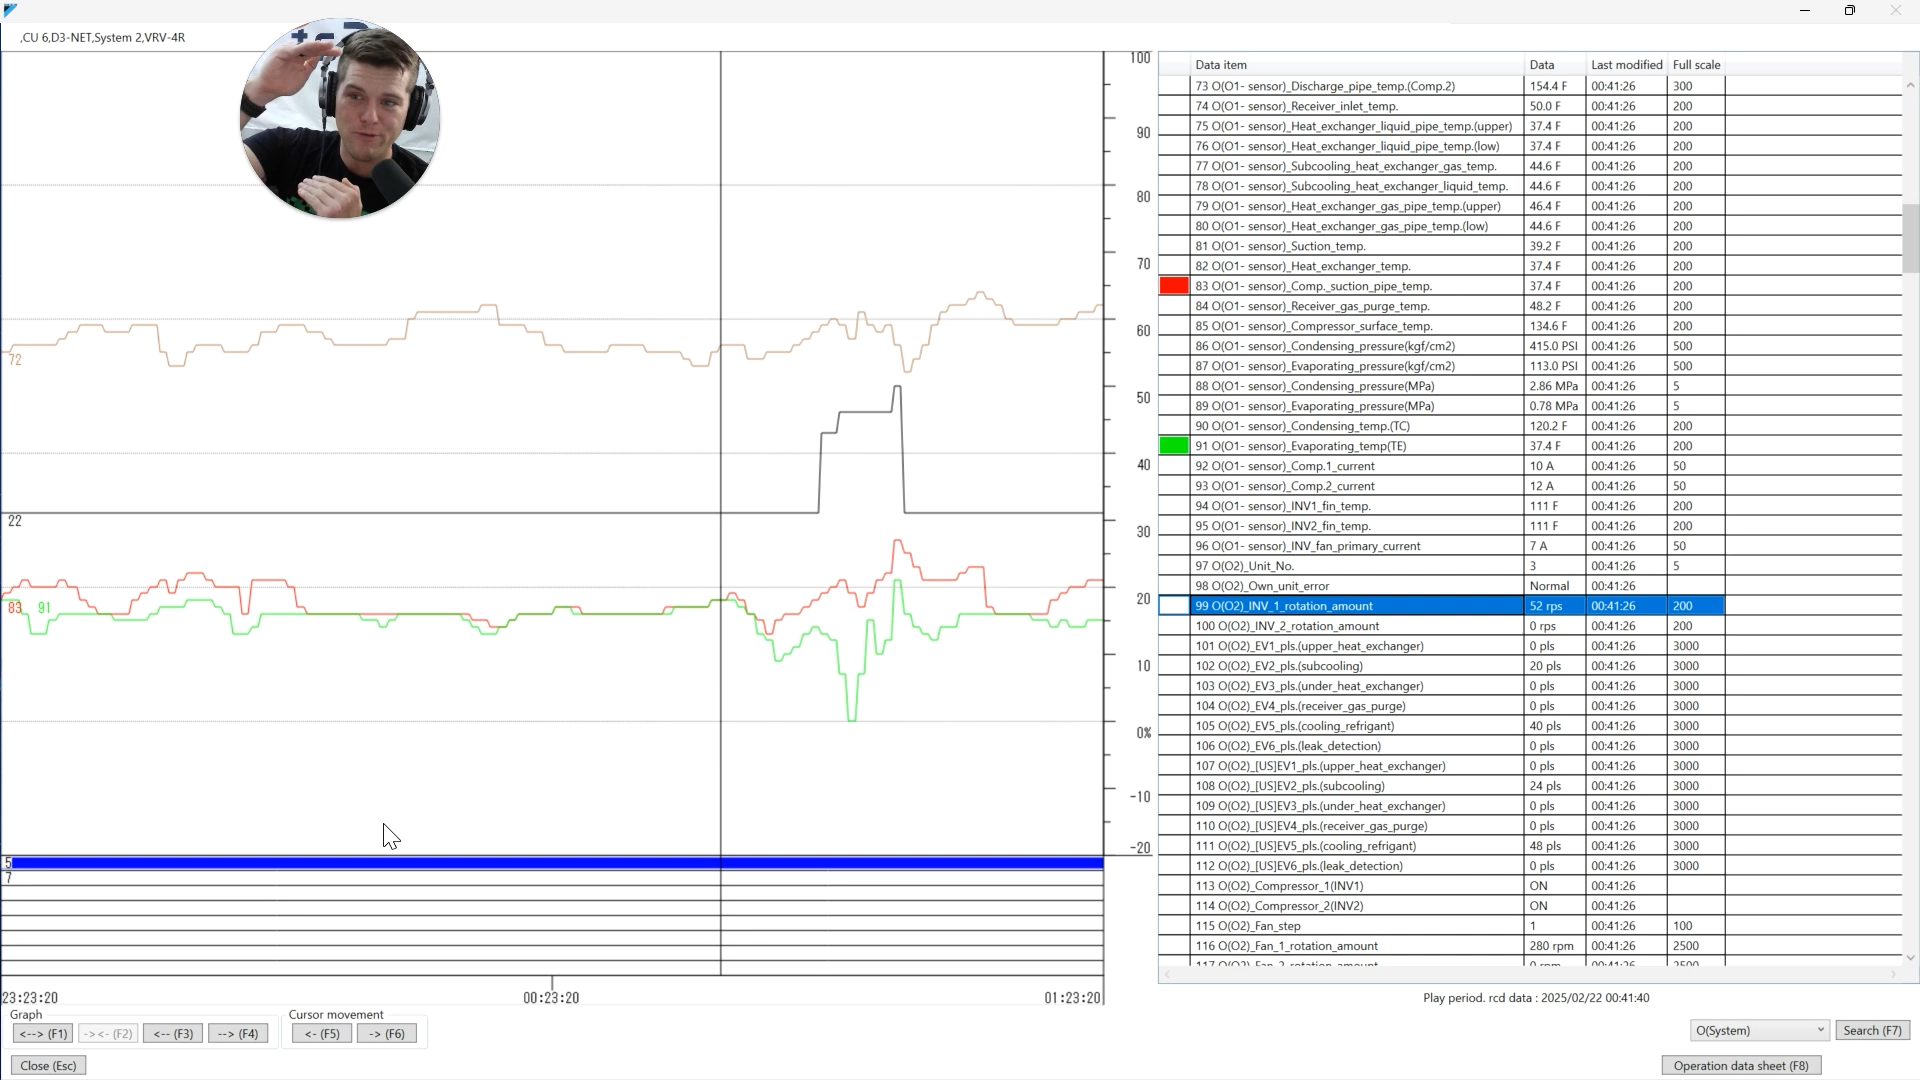 ,CU 6,D3-NET,System 2,VRV-4R
100
90
80
70
60
50
40
30
20
10
0%
-10
-20
72
22
83 91
5
7
23:23:20 00:23:20 01:23:20
Graph
<--> (F1) -><- (F2) <-- (F3) --> (F4)
Cursor movement
<- (F5) -> (F6)
Close (Esc)
Data item Data Last modified Full scale
73 O(O1- sensor)_Discharge_pipe_temp.(Comp.2) 154.4 F 00:41:26 300
74 O(O1- sensor)_Receiver_inlet_temp. 50.0 F 00:41:26 200
75 O(O1- sensor)_Heat_exchanger_liquid_pipe_temp.(upper) 37.4 F 00:41:26 200
76 O(O1- sensor)_Heat_exchanger_liquid_pipe_temp.(low) 37.4 F 00:41:26 200
77 O(O1- sensor)_Subcooling_heat_exchanger_gas_temp. 44.6 F 00:41:26 200
78 O(O1- sensor)_Subcooling_heat_exchanger_liquid_temp. 44.6 F 00:41:26 200
79 O(O1- sensor)_Heat_exchanger_gas_pipe_temp.(upper) 46.4 F 00:41:26 200
80 O(O1- sensor)_Heat_exchanger_gas_pipe_temp.(low) 44.6 F 00:41:26 200
81 O(O1- sensor)_Suction_temp. 39.2 F 00:41:26 200
82 O(O1- sensor)_Heat_exchanger_temp. 37.4 F 00:41:26 200
83 O(O1- sensor)_Comp._suction_pipe_temp. 37.4 F 00:41:26 200
84 O(O1- sensor)_Receiver_gas_purge_temp. 48.2 F 00:41:26 200
85 O(O1- sensor)_Compressor_surface_temp. 134.6 F 00:41:26 200
86 O(O1- sensor)_Condensing_pressure(kgf/cm2) 415.0 PSI 00:41:26 500
87 O(O1- sensor)_Evaporating_pressure(kgf/cm2) 113.0 PSI 00:41:26 500
88 O(O1- sensor)_Condensing_pressure(MPa) 2.86 MPa 00:41:26 5
89 O(O1- sensor)_Evaporating_pressure(MPa) 0.78 MPa 00:41:26 5
90 O(O1- sensor)_Condensing_temp.(TC) 120.2 F 00:41:26 200
91 O(O1- sensor)_Evaporating_temp(TE) 37.4 F 00:41:26 200
92 O(O1- sensor)_Comp.1_current 10 A 00:41:26 50
93 O(O1- sensor)_Comp.2_current 12 A 00:41:26 50
94 O(O1- sensor)_INV1_fin_temp. 111 F 00:41:26 200
95 O(O1- sensor)_INV2_fin_temp. 111 F 00:41:26 200
96 O(O1- sensor)_INV_fan_primary_current 7 A 00:41:26 50
97 O(O2)_Unit_No. 3 00:41:26 5
98 O(O2)_Own_unit_error Normal 00:41:26
99 O(O2)_INV_1_rotation_amount 52 rps 00:41:26 200
100 O(O2)_INV_2_rotation_amount 0 rps 00:41:26 200
101 O(O2)_EV1_pls.(upper_heat_exchanger) 0 pls 00:41:26 3000
102 O(O2)_EV2_pls.(subcooling) 20 pls 00:41:26 3000
103 O(O2)_EV3_pls.(under_heat_exchanger) 0 pls 00:41:26 3000
104 O(O2)_EV4_pls.(receiver_gas_purge) 0 pls 00:41:26 3000
105 O(O2)_EV5_pls.(cooling_refrigant) 40 pls 00:41:26 3000
106 O(O2)_EV6_pls.(leak_detection) 0 pls 00:41:26 3000
107 O(O2)_[US]EV1_pls.(upper_heat_exchanger) 0 pls 00:41:26 3000
108 O(O2)_[US]EV2_pls.(subcooling) 24 pls 00:41:26 3000
109 O(O2)_[US]EV3_pls.(under_heat_exchanger) 0 pls 00:41:26 3000
110 O(O2)_[US]EV4_pls.(receiver_gas_purge) 0 pls 00:41:26 3000
111 O(O2)_[US]EV5_pls.(cooling_refrigant) 48 pls 00:41:26 3000
112 O(O2)_[US]EV6_pls.(leak_detection) 0 pls 00:41:26 3000
113 O(O2)_Compressor_1(INV1) ON 00:41:26
114 O(O2)_Compressor_2(INV2) ON 00:41:26
115 O(O2)_Fan_step 1 00:41:26 100
116 O(O2)_Fan_1_rotation_amount 280 rpm 00:41:26 2500
117 O(O2)_Fan_2_rotation_amount 0 rpm 00:41:26 2500
Play period. rcd data : 2025/02/22 00:41:40
O(System) Search (F7)
Operation data sheet (F8)